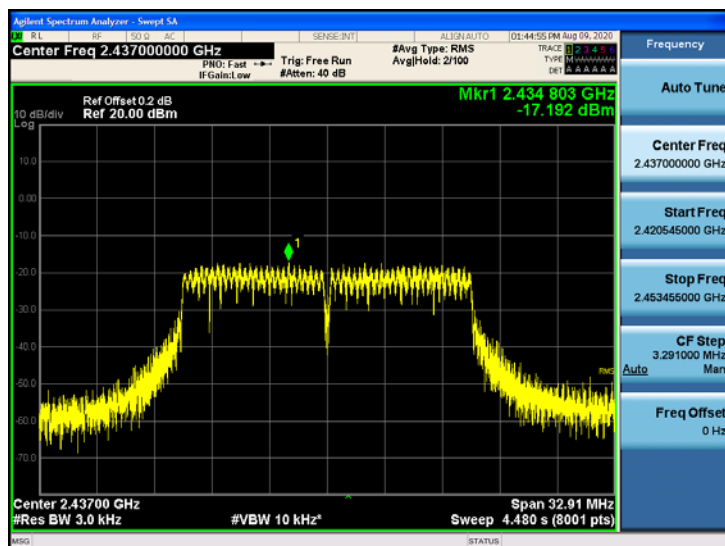 Agilent Spectrum Analyzer - Swept SA
RL RF 50 Ω AC SENSE:INT ALIGN AUTO 01:44:55 PM Aug 09, 2020
Center Freq 2.437000000 GHz
PNO: Fast
IFGain:Low
Trig: Free Run
#Atten: 40 dB
#Avg Type: RMS
Avg|Hold: 2/100
TRACE 1 2 3 4 5 6
TYPE M
DET A A A A A A
Ref Offset 0.2 dB
Ref 20.00 dBm
10 dB/div
Log
Mkr1 2.434 803 GHz
-17.192 dBm
10.0
0.00
-10.0
1
-20.0
-30.0
-40.0
RMS
-50.0
-60.0
-70.0
Center 2.43700 GHz
Span 32.91 MHz
#Res BW 3.0 kHz
#VBW 10 kHz*
Sweep 4.480 s (8001 pts)
MSG
STATUS
Frequency
Auto Tune
Center Freq
2.437000000 GHz
Start Freq
2.420545000 GHz
Stop Freq
2.453455000 GHz
CF Step
3.291000 MHz
Auto Man
Freq Offset
0 Hz